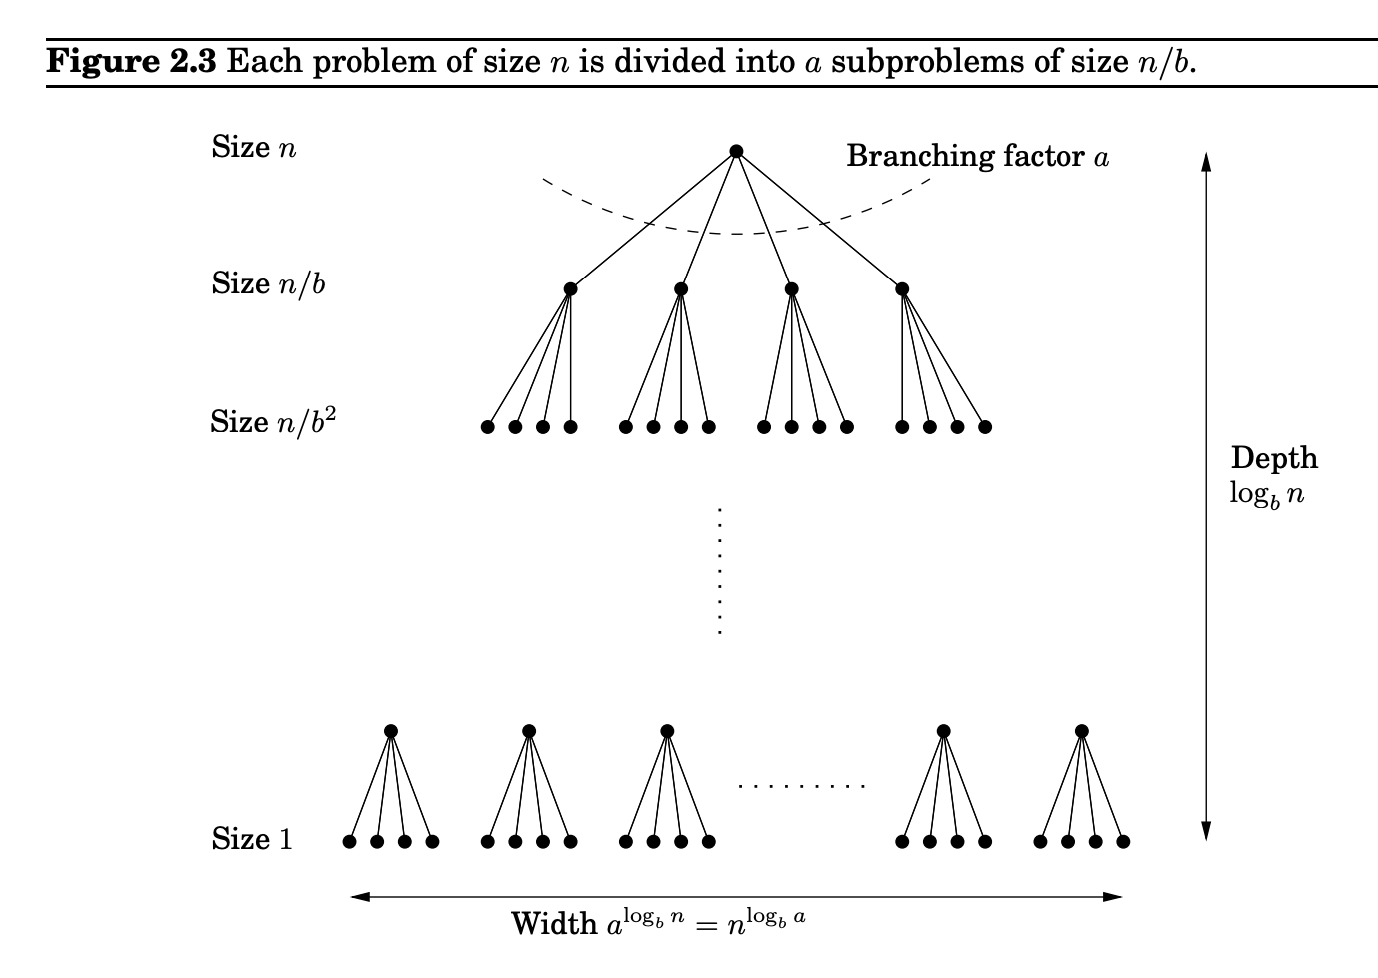 Figure 2.3 Each problem of size n is divided into a subproblems of size n/b.
Size n
Branching factor a
Size n/b
Size n/b²
Depth
log_b n
Size 1
Width a^{log_b n} = n^{log_b a}